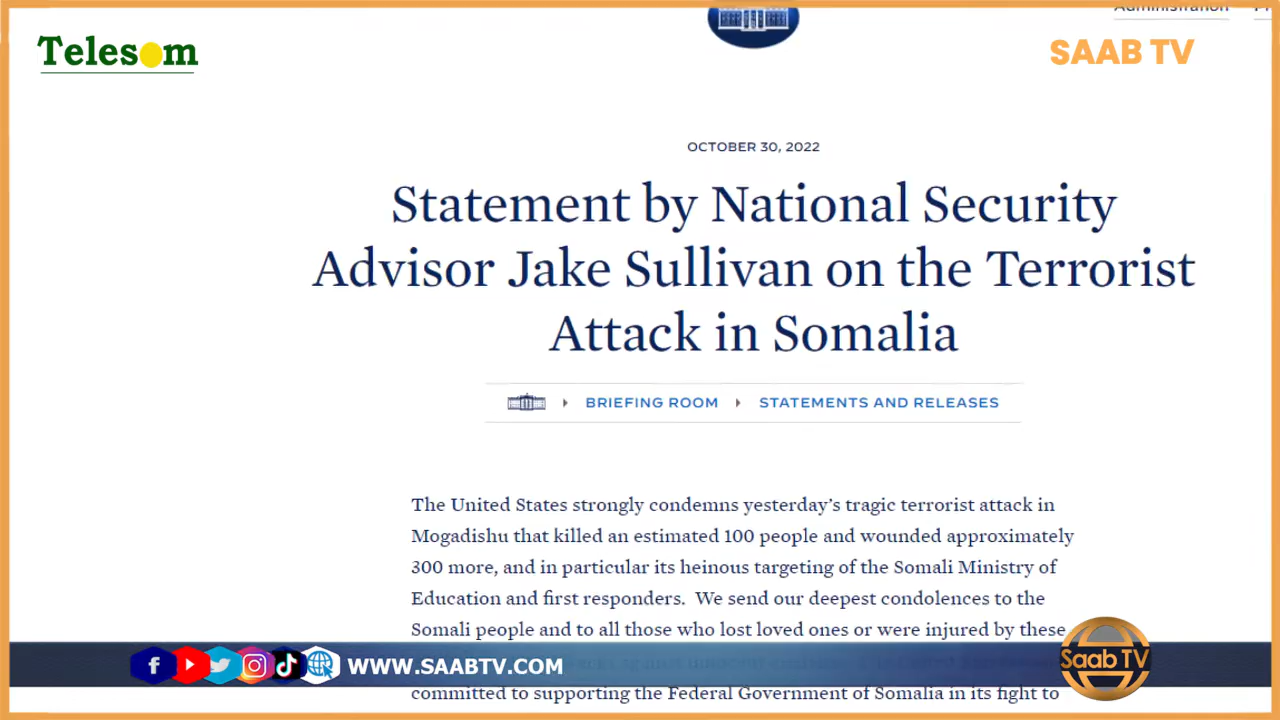 Administration
Telesom
SAAB TV
OCTOBER 30, 2022
Statement by National Security
Advisor Jake Sullivan on the Terrorist
Attack in Somalia
BRIEFING ROOM
STATEMENTS AND RELEASES
The United States strongly condemns yesterday’s tragic terrorist attack in
Mogadishu that killed an estimated 100 people and wounded approximately
300 more, and in particular its heinous targeting of the Somali Ministry of
Education and first responders.  We send our deepest condolences to the
Somali people and to all those who lost loved ones or were injured by these
WWW.SAABTV.COM
Saab TV
committed to supporting the Federal Government of Somalia in its fight to